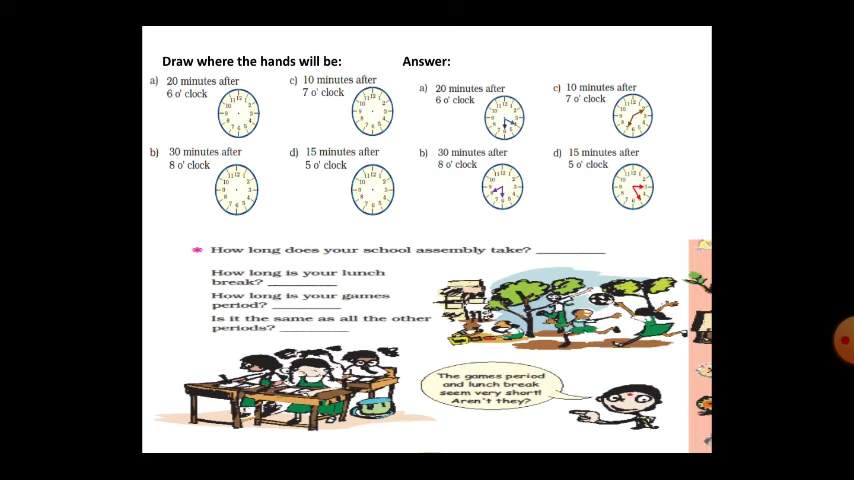 Draw where the hands will be:
a) 20 minutes after
6 o' clock
c) 10 minutes after
7 o' clock
b) 30 minutes after
8 o' clock
d) 15 minutes after
5 o' clock
Answer:
a) 20 minutes after
6 o' clock
c) 10 minutes after
7 o' clock
b) 30 minutes after
8 o' clock
d) 15 minutes after
5 o' clock
* How long does your school assembly take? __________
How long is your lunch
break? __________
How long is your games
period? __________
Is it the same as all the other
periods? __________
The games period
and lunch break
seem very short!
Aren't they?